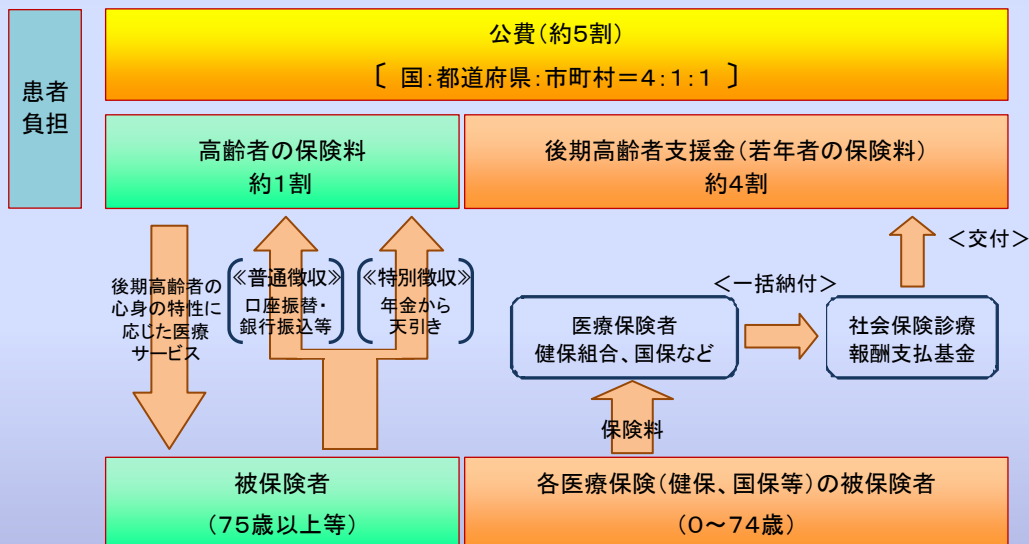 患者
負担
公費(約5割)
〔 国:都道府県:市町村＝4:1:1 〕
高齢者の保険料
約1割
後期高齢者支援金(若年者の保険料)
約4割
後期高齢者の
心身の特性に
応じた医療
サービス
≪普通徴収≫
口座振替・
銀行振込等
≪特別徴収≫
年金から
天引き
医療保険者
健保組合、国保など
＜一括納付＞
社会保険診療
報酬支払基金
＜交付＞
保険料
被保険者
(75歳以上等)
各医療保険(健保、国保等)の被保険者
(0～74歳)